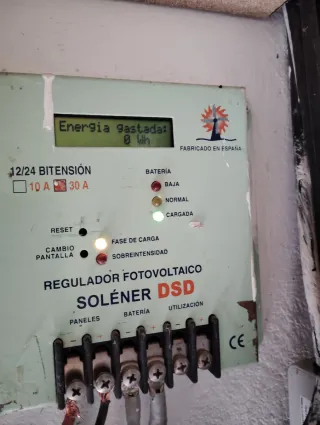 Energia gastada:
0 Wh
FABRICADO EN ESPAÑA
12/24 BITENSIÓN
10 A 30 A
BATERÍA
BAJA
NORMAL
CARGADA
RESET
CAMBIO
PANTALLA
FASE DE CARGA
SOBREINTENSIDAD
REGULADOR FOTOVOLTAICO
SOLÉNER DSD
PANELES BATERÍA UTILIZACIÓN
CE